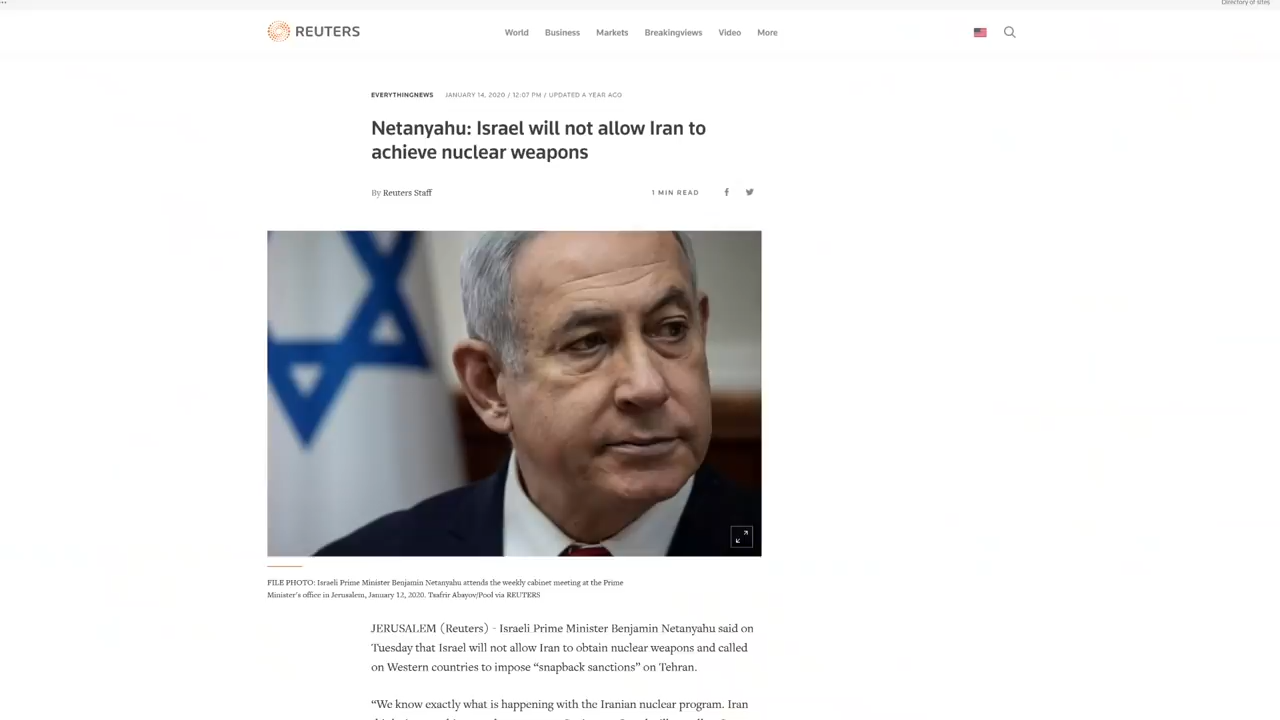 Directory of sites
REUTERS
World Business Markets Breakingviews Video More
EVERYTHINGNEWS JANUARY 14, 2020 / 12:07 PM / UPDATED A YEAR AGO
Netanyahu: Israel will not allow Iran to
achieve nuclear weapons
By Reuters Staff
1 MIN READ
FILE PHOTO: Israeli Prime Minister Benjamin Netanyahu attends the weekly cabinet meeting at the Prime
Minister's office in Jerusalem, January 12, 2020. Tsafrir Abayov/Pool via REUTERS
JERUSALEM (Reuters) - Israeli Prime Minister Benjamin Netanyahu said on
Tuesday that Israel will not allow Iran to obtain nuclear weapons and called
on Western countries to impose “snapback sanctions” on Tehran.
“We know exactly what is happening with the Iranian nuclear program. Iran